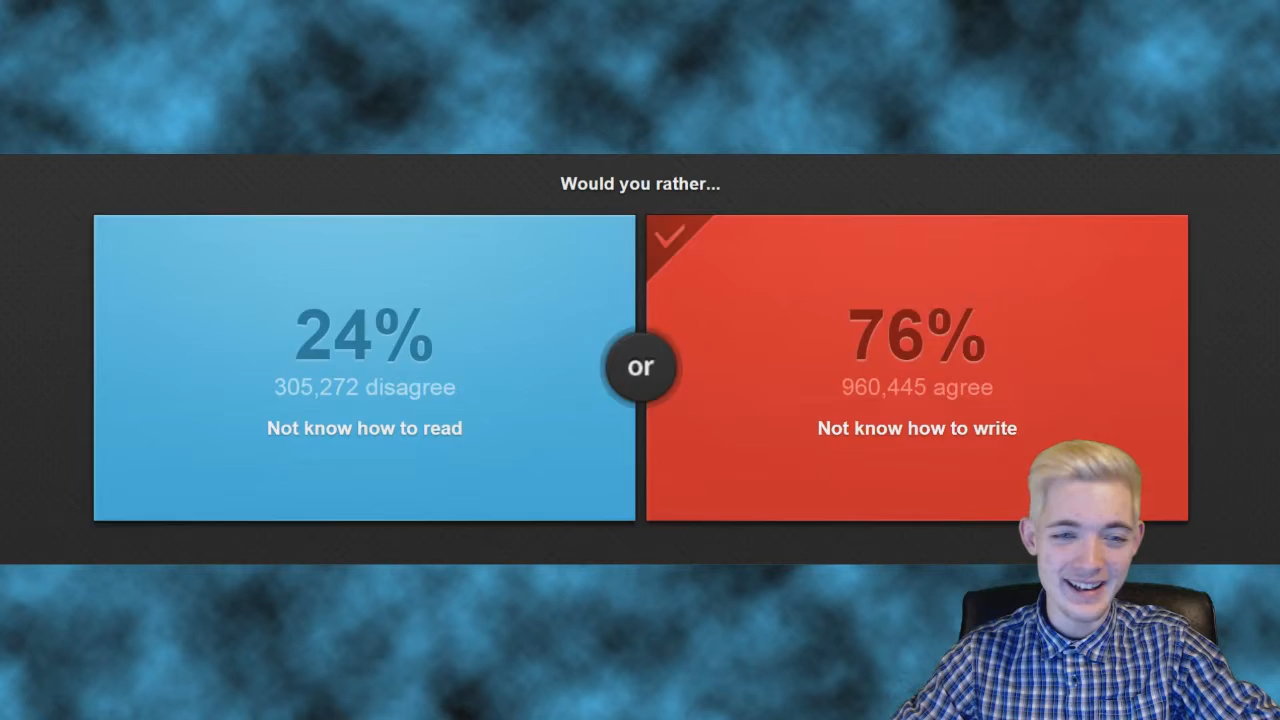 Would you rather...
24%
305,272 disagree
Not know how to read
or
76%
960,445 agree
Not know how to write